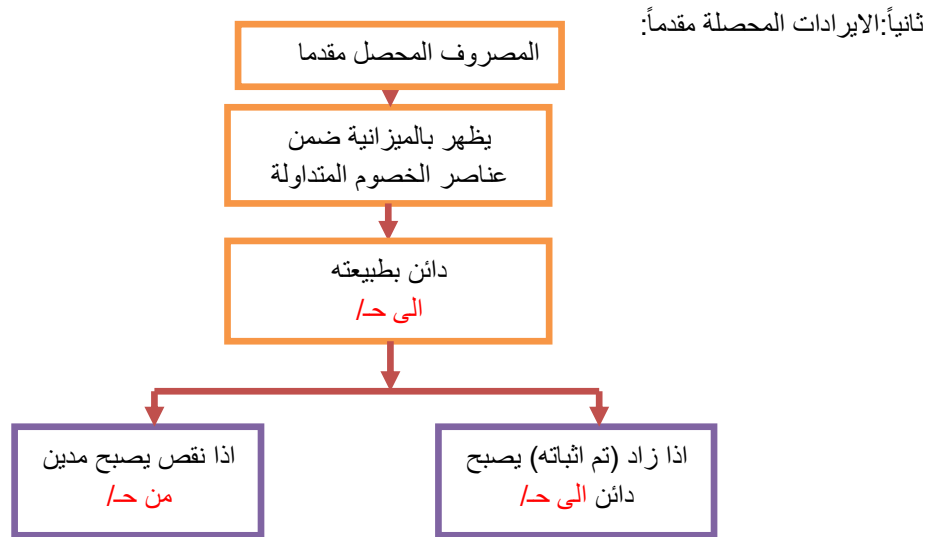 ثانياً:الايرادات المحصلة مقدماً:
المصروف المحصل مقدما
يظهر بالميزانية ضمن
عناصر الخصوم المتداولة
دائن بطبيعته
الى حـ/
اذا زاد (تم اثباته) يصبح
دائن الى حـ/
اذا نقص يصبح مدين
من حـ/